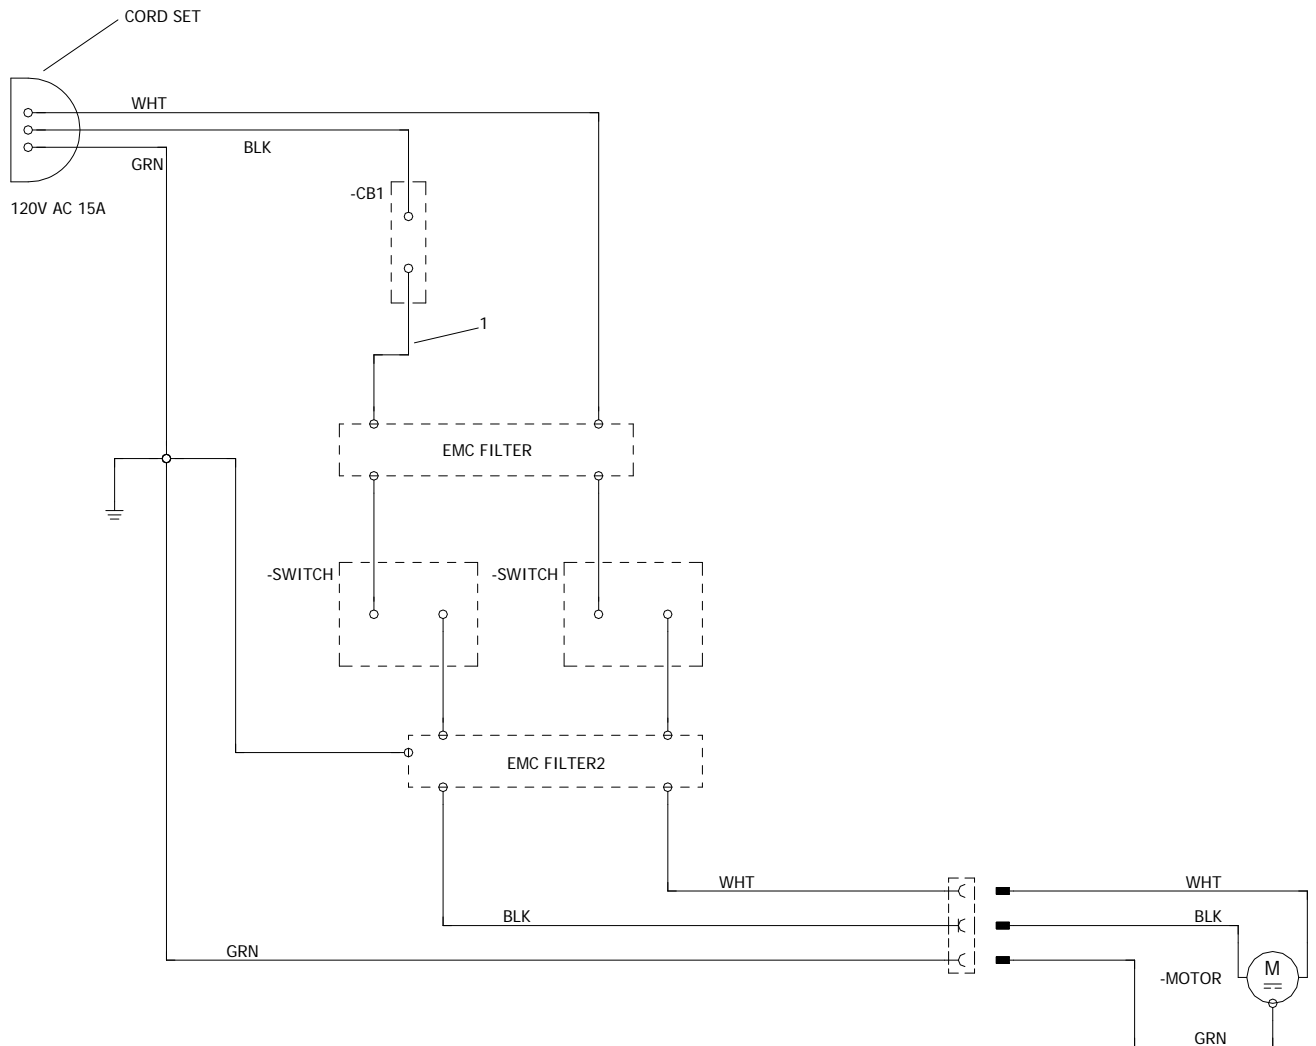 CORD SET
WHT
BLK
GRN
-CB1
120V AC 15A
1
EMC FILTER
-SWITCH
-SWITCH
EMC FILTER2
WHT
WHT
BLK
BLK
GRN
M
-MOTOR
GRN